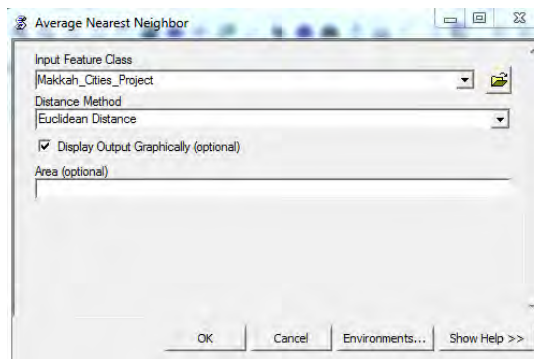 Average Nearest Neighbor
Input Feature Class
Makkah_Cities_Project
Distance Method
Euclidean Distance
Display Output Graphically (optional)
Area (optional)
OK Cancel Environments... Show Help >>